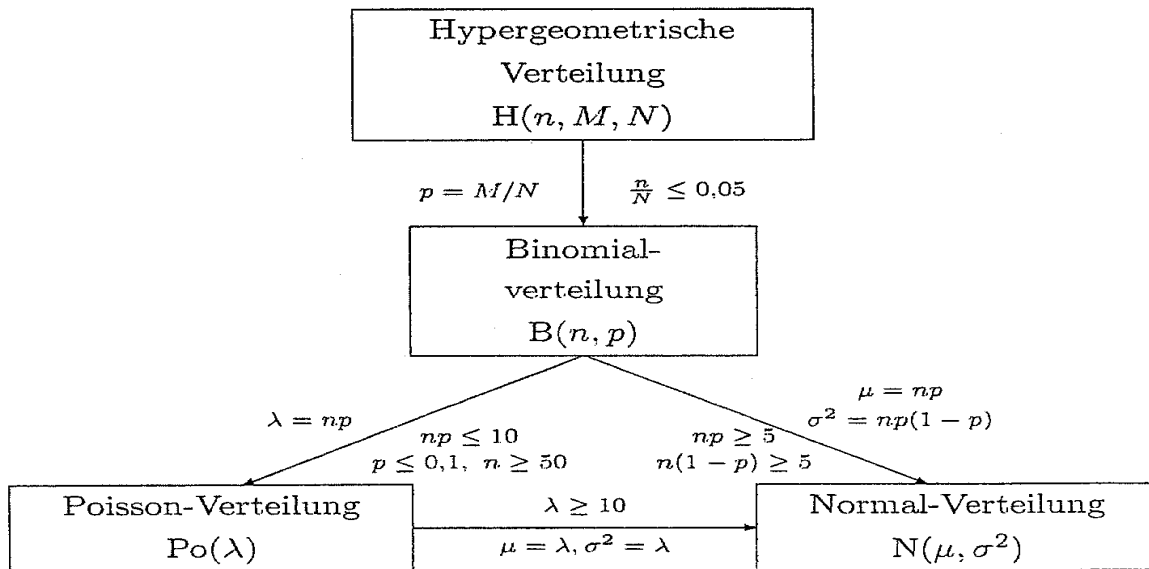 Hypergeometrische
Verteilung
H(n, M, N)
p = M/N
n/N ≤ 0,05
Binomial-
verteilung
B(n, p)
λ = np
μ = np
σ² = np(1 − p)
np ≤ 10
p ≤ 0,1, n ≥ 50
np ≥ 5
n(1 − p) ≥ 5
Poisson-Verteilung
Po(λ)
λ ≥ 10
μ = λ, σ² = λ
Normal-Verteilung
N(μ, σ²)